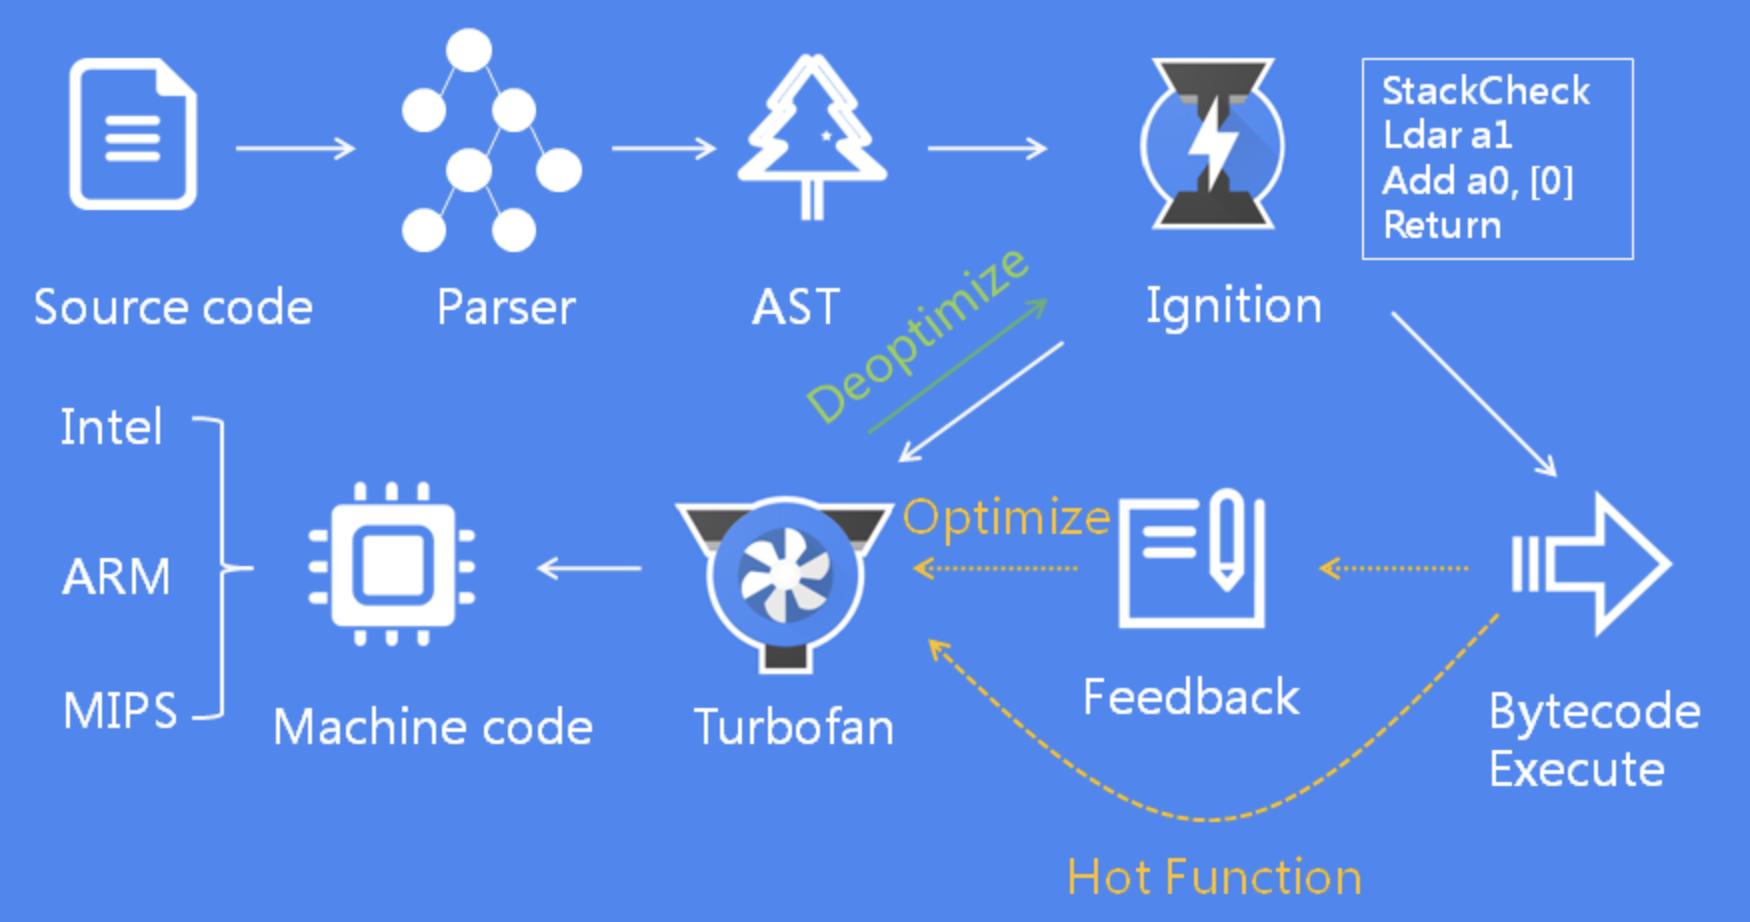 StackCheck
Ldar a1
Add a0, [0]
Return
Source code
Parser
AST
Ignition
Deoptimize
Intel
ARM
MIPS
Optimize
Machine code
Turbofan
Feedback
Bytecode
Execute
Hot Function